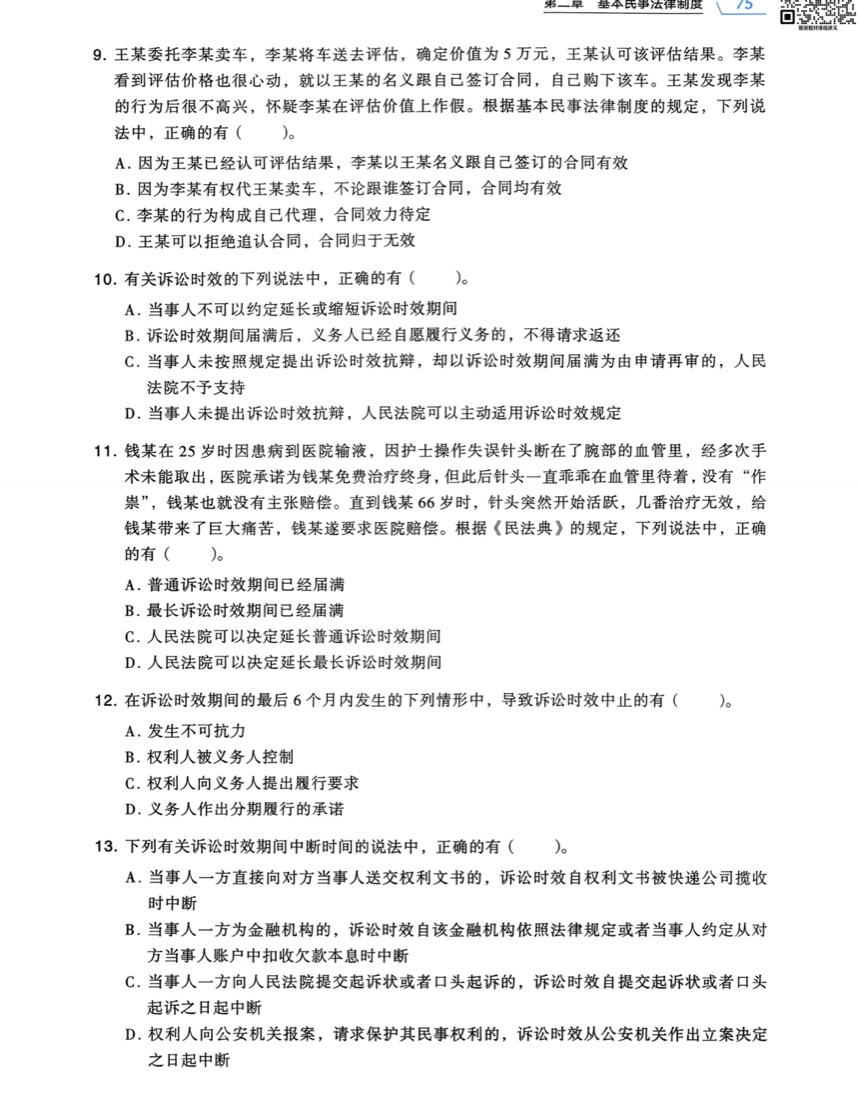 第二章 基本民事法律制度 75
9. 王某委托李某卖车，李某将车送去评估，确定价值为 5 万元，王某认可该评估结果。李某
看到评估价格也很心动，就以王某的名义跟自己签订合同，自己购下该车。王某发现李某
的行为后很不高兴，怀疑李某在评估价值上作假。根据基本民事法律制度的规定，下列说
法中，正确的有（  ）。
A. 因为王某已经认可评估结果，李某以王某名义跟自己签订的合同有效
B. 因为李某有权代王某卖车，不论跟谁签订合同，合同均有效
C. 李某的行为构成自己代理，合同效力待定
D. 王某可以拒绝追认合同，合同归于无效
10. 有关诉讼时效的下列说法中，正确的有（  ）。
A. 当事人不可以约定延长或缩短诉讼时效期间
B. 诉讼时效期间届满后，义务人已经自愿履行义务的，不得请求返还
C. 当事人未按照规定提出诉讼时效抗辩，却以诉讼时效期间届满为由申请再审的，人民
法院不予支持
D. 当事人未提出诉讼时效抗辩，人民法院可以主动适用诉讼时效规定
11. 钱某在 25 岁时因患病到医院输液，因护士操作失误针头断在了腕部的血管里，经多次手
术未能取出，医院承诺为钱某免费治疗终身，但此后针头一直乖乖在血管里待着，没有“作
祟”，钱某也就没有主张赔偿。直到钱某 66 岁时，针头突然开始活跃，几番治疗无效，给
钱某带来了巨大痛苦，钱某遂要求医院赔偿。根据《民法典》的规定，下列说法中，正确
的有（  ）。
A. 普通诉讼时效期间已经届满
B. 最长诉讼时效期间已经届满
C. 人民法院可以决定延长普通诉讼时效期间
D. 人民法院可以决定延长最长诉讼时效期间
12. 在诉讼时效期间的最后 6 个月内发生的下列情形中，导致诉讼时效中止的有（  ）。
A. 发生不可抗力
B. 权利人被义务人控制
C. 权利人向义务人提出履行要求
D. 义务人作出分期履行的承诺
13. 下列有关诉讼时效期间中断时间的说法中，正确的有（  ）。
A. 当事人一方直接向对方当事人送交权利文书的，诉讼时效自权利文书被快递公司揽收
时中断
B. 当事人一方为金融机构的，诉讼时效自该金融机构依照法律规定或者当事人约定从对
方当事人账户中扣收欠款本息时中断
C. 当事人一方向人民法院提交起诉状或者口头起诉的，诉讼时效自提交起诉状或者口头
起诉之日起中断
D. 权利人向公安机关报案，请求保护其民事权利的，诉讼时效从公安机关作出立案决定
之日起中断